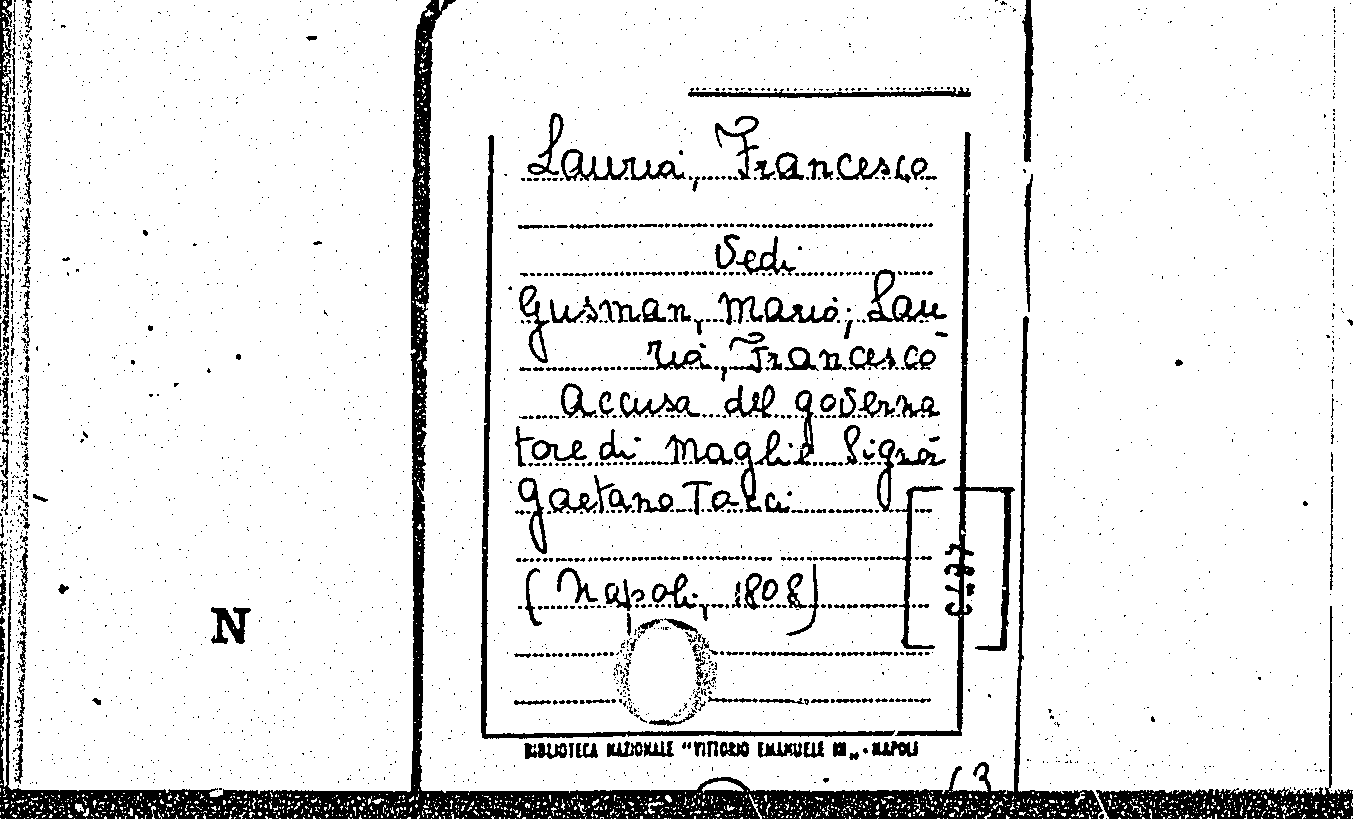 Lauria, Francesco
Vedi
Gusman, Mario; Lau
ria, Francesco
Accusa del governa
tore di Maglie Signor
Gaetano
(Napoli, 1808)
N
BIBLIOTECA NAZIONALE "VITTORIO EMANUELE III" - NAPOLI